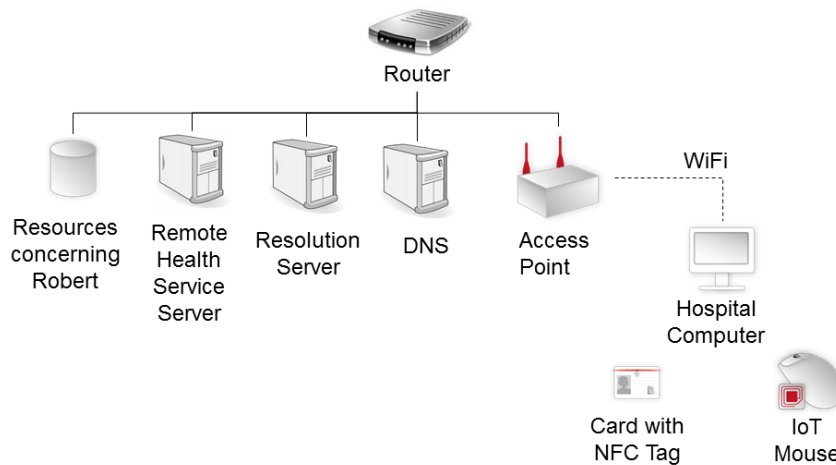 Router
WiFi
Resources
concerning
Robert
Remote
Health
Service
Server
Resolution
Server
DNS
Access
Point
Hospital
Computer
Card with
NFC Tag
IoT
Mouse